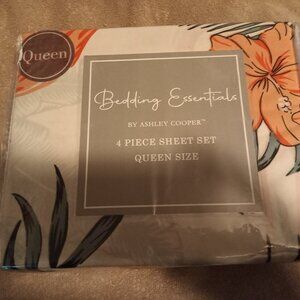 Queen
Bedding Essentials
BY ASHLEY COOPER™
4 PIECE SHEET SET
QUEEN SIZE